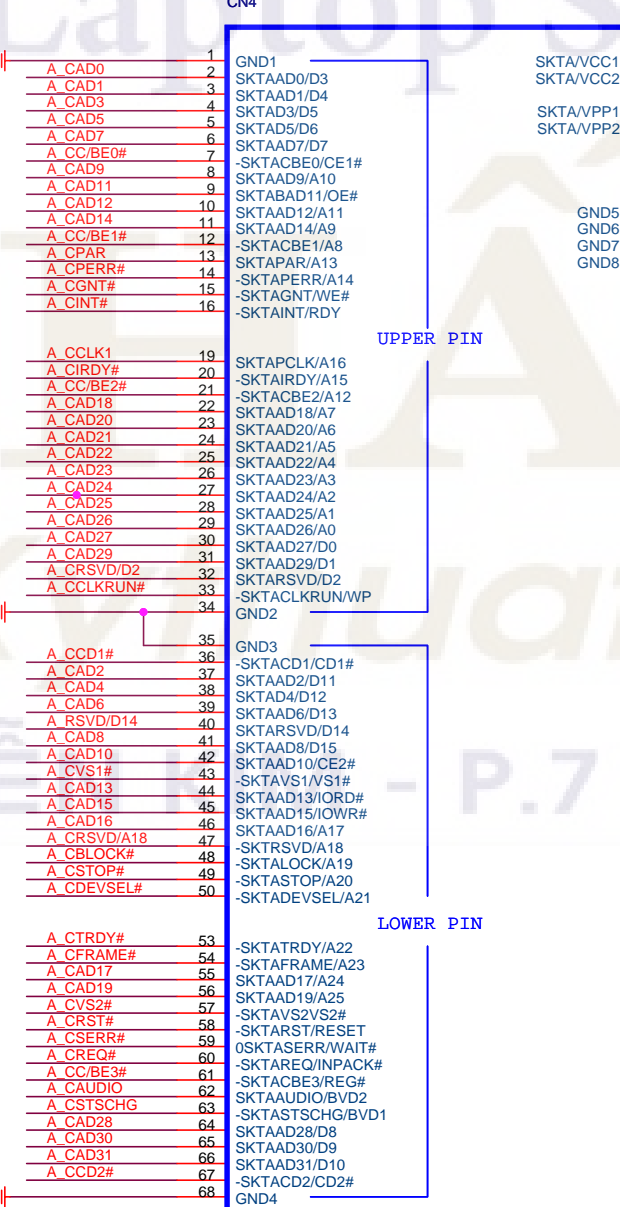 CN4
Laptop S
1 GND1 SKTA/VCC1
A_CAD0 2 SKTAAD0/D3 SKTA/VCC2
A_CAD1 3 SKTAAD1/D4
A_CAD3 4 SKTAD3/D5 SKTA/VPP1
A_CAD5 5 SKTAD5/D6 SKTA/VPP2
A_CAD7 6 SKTAAD7/D7
A_CC/BE0# 7 -SKTACBE0/CE1#
A_CAD9 8 SKTAAD9/A10
A_CAD11 9 SKTABAD11/OE#
A_CAD12 10 SKTAAD12/A11 GND5
A_CAD14 11 SKTAAD14/A9 GND6
A_CC/BE1# 12 -SKTACBE1/A8 GND7
A_CPAR 13 SKTAPAR/A13 GND8
A_CPERR# 14 -SKTAPERR/A14
A_CGNT# 15 -SKTAGNT/WE#
A_CINT# 16 -SKTAINT/RDY
UPPER PIN
A_CCLK1 19 SKTAPCLK/A16
A_CIRDY# 20 -SKTAIRDY/A15
A_CC/BE2# 21 -SKTACBE2/A12
A_CAD18 22 SKTAAD18/A7
A_CAD20 23 SKTAAD20/A6
A_CAD21 24 SKTAAD21/A5
A_CAD22 25 SKTAAD22/A4
A_CAD23 26 SKTAAD23/A3
A_CAD24 27 SKTAAD24/A2
A_CAD25 28 SKTAAD25/A1
A_CAD26 29 SKTAAD26/A0
A_CAD27 30 SKTAAD27/D0
A_CAD29 31 SKTAAD29/D1
A_CRSVD/D2 32 SKTARSVD/D2
A_CCLKRUN# 33 -SKTACLKRUN/WP
34 GND2
35 GND3
A_CCD1# 36 -SKTACD1/CD1#
A_CAD2 37 SKTAAD2/D11
A_CAD4 38 SKTAD4/D12
A_CAD6 39 SKTAAD6/D13
A_RSVD/D14 40 SKTARSVD/D14
A_CAD8 41 SKTAAD8/D15
A_CAD10 42 SKTAAD10/CE2#
A_CVS1# 43 -SKTAVS1/VS1#
A_CAD13 44 SKTAAD13/IORD#
A_CAD15 45 SKTAAD15/IOWR#
A_CAD16 46 SKTAAD16/A17
A_CRSVD/A18 47 -SKTRSVD/A18
A_CBLOCK# 48 -SKTALOCK/A19
A_CSTOP# 49 -SKTASTOP/A20
A_CDEVSEL# 50 -SKTADEVSEL/A21
LOWER PIN
A_CTRDY# 53 -SKTATRDY/A22
A_CFRAME# 54 -SKTAFRAME/A23
A_CAD17 55 SKTAAD17/A24
A_CAD19 56 SKTAAD19/A25
A_CVS2# 57 -SKTAVS2VS2#
A_CRST# 58 -SKTARST/RESET
A_CSERR# 59 0SKTASERR/WAIT#
A_CREQ# 60 -SKTAREQ/INPACK#
A_CC/BE3# 61 -SKTACBE3/REG#
A_CAUDIO 62 SKTAAUDIO/BVD2
A_CSTSCHG 63 -SKTASTSCHG/BVD1
A_CAD28 64 SKTAAD28/D8
A_CAD30 65 SKTAAD30/D9
A_CAD31 66 SKTAAD31/D10
A_CCD2# 67 -SKTACD2/CD2#
68 GND4